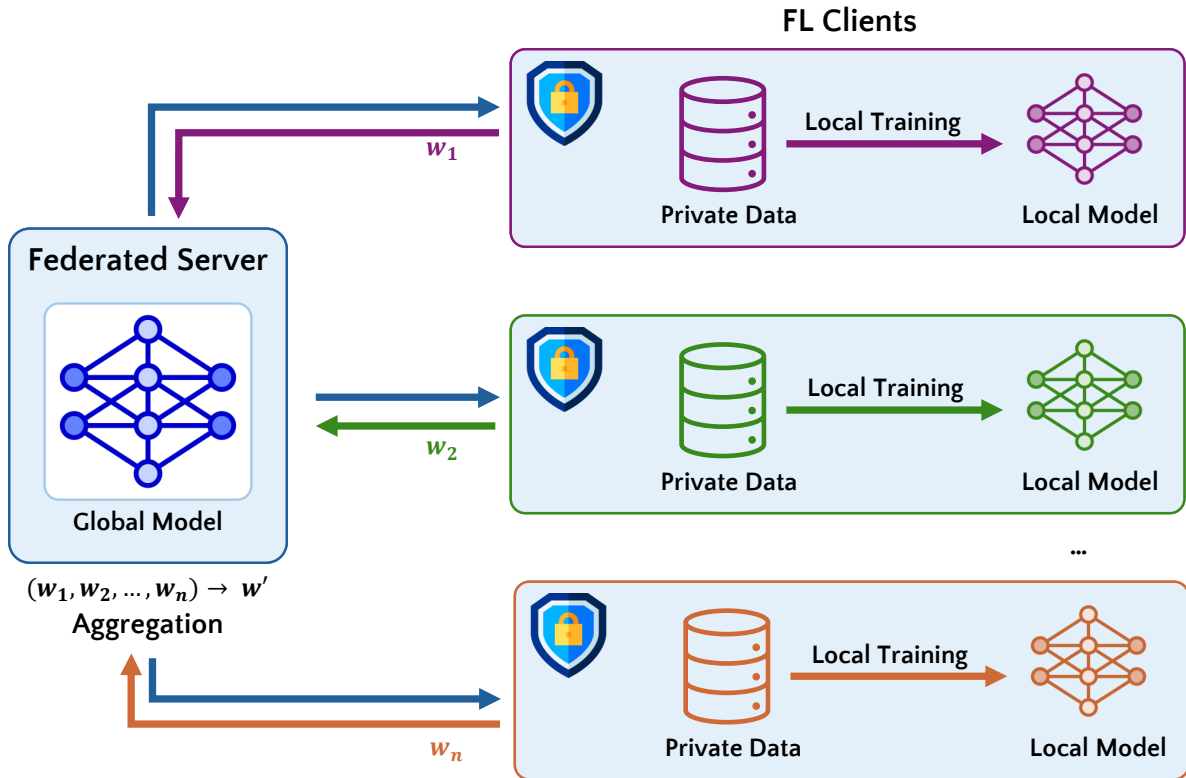 FL Clients
w₁
Local Training
Private Data
Local Model
Federated Server
Global Model
w₂
Local Training
Private Data
Local Model
...
(w₁, w₂, ... , wₙ) → w′
Aggregation
wₙ
Local Training
Private Data
Local Model